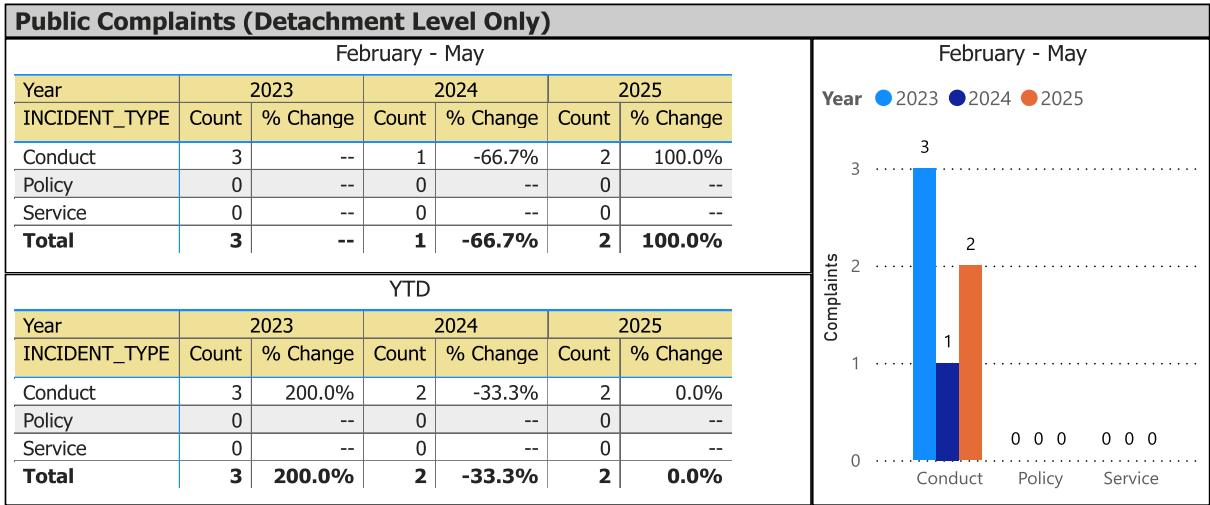 Public Complaints (Detachment Level Only)
February - May
Year 2023 2024 2025
INCIDENT_TYPE Count % Change Count % Change Count % Change
Conduct 3 -- 1 -66.7% 2 100.0%
Policy 0 -- 0 -- 0 --
Service 0 -- 0 -- 0 --
Total 3 -- 1 -66.7% 2 100.0%
YTD
Year 2023 2024 2025
INCIDENT_TYPE Count % Change Count % Change Count % Change
Conduct 3 200.0% 2 -33.3% 2 0.0%
Policy 0 -- 0 -- 0 --
Service 0 -- 0 -- 0 --
Total 3 200.0% 2 -33.3% 2 0.0%
February - May
Year 2023 2024 2025
Complaints
3
2
1
0
3
1
2
0 0 0
0 0 0
Conduct Policy Service